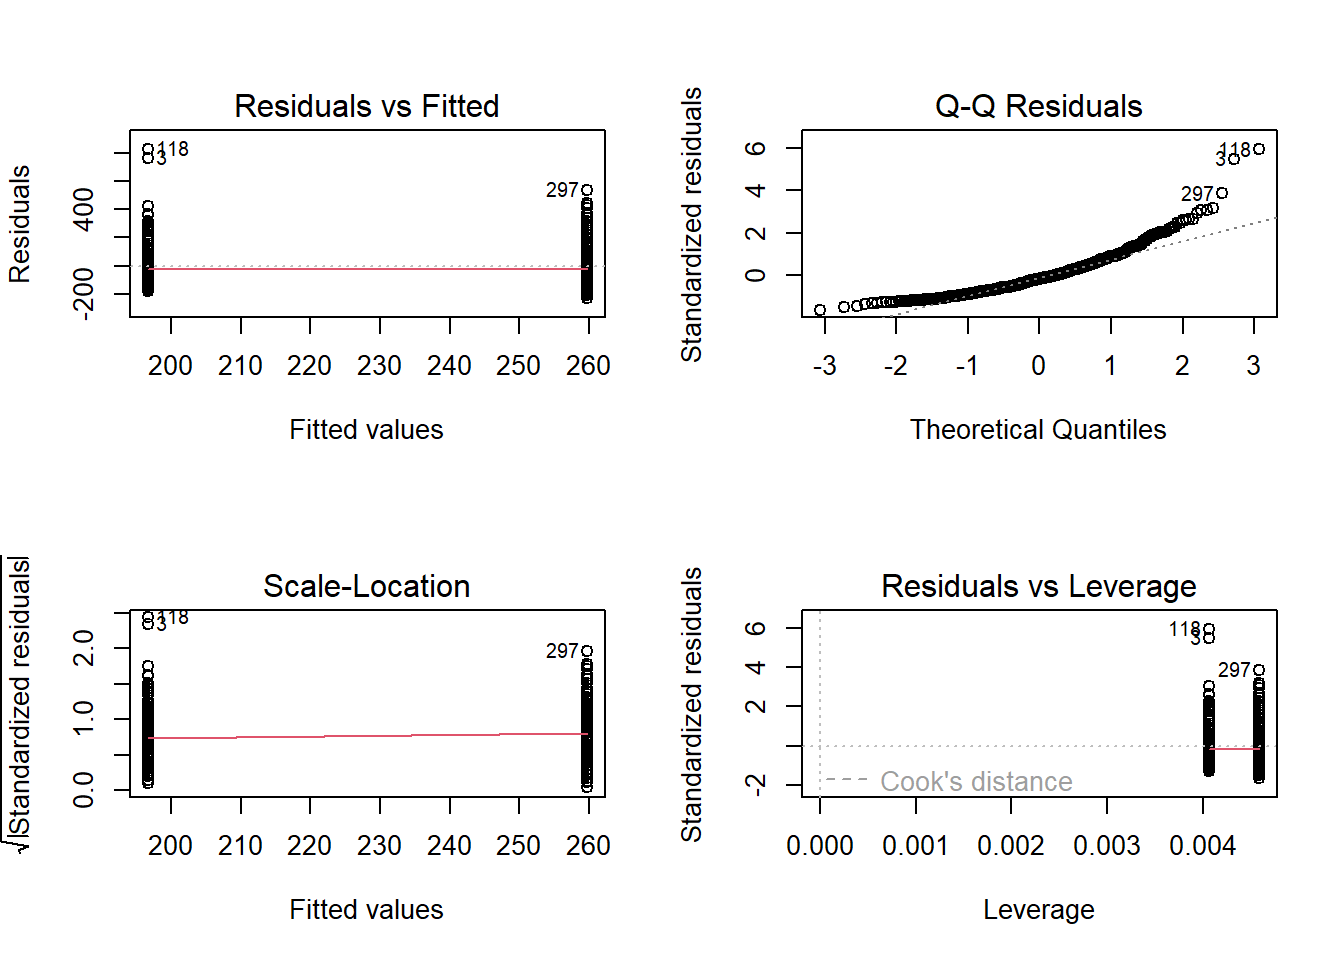 Residuals vs Fitted
Residuals
400
-200
118
3
297
200 210 220 230 240 250 260
Fitted values
Q-Q Residuals
Standardized residuals
6
4
2
0
118
3
297
-3 -2 -1 0 1 2 3
Theoretical Quantiles
Scale-Location
√|Standardized residuals|
2.0
1.0
0.0
118
3
297
200 210 220 230 240 250 260
Fitted values
Residuals vs Leverage
Standardized residuals
6
4
2
-2
118
3
297
Cook's distance
0.000 0.001 0.002 0.003 0.004
Leverage